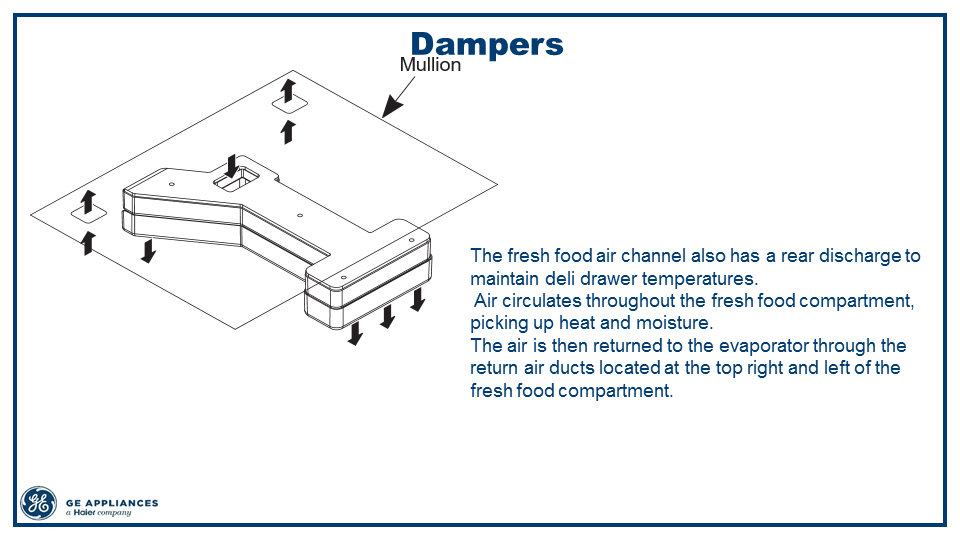 Dampers
Mullion
The fresh food air channel also has a rear discharge to
maintain deli drawer temperatures.
Air circulates throughout the fresh food compartment,
picking up heat and moisture.
The air is then returned to the evaporator through the
return air ducts located at the top right and left of the
fresh food compartment.
GE APPLIANCES
a Haier company